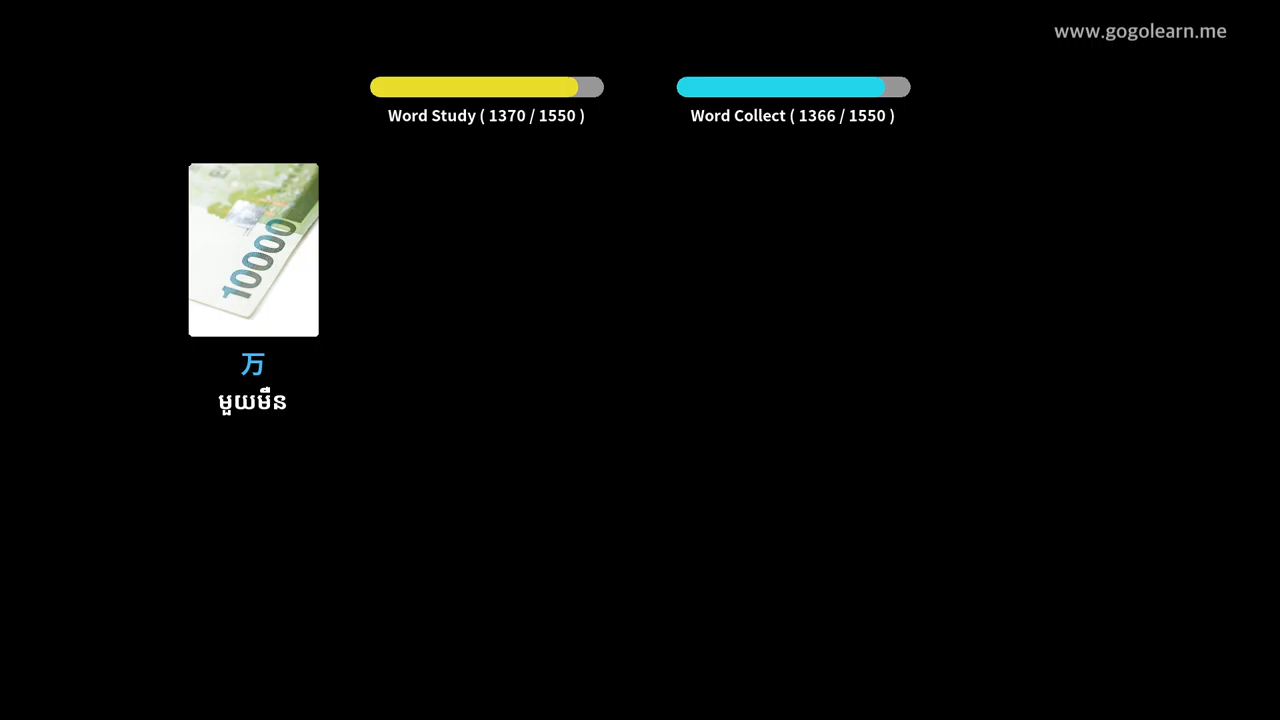 www.gogolearn.me
Word Study ( 1370 / 1550 )
Word Collect ( 1366 / 1550 )
10000
万
មួយម៉ឺន